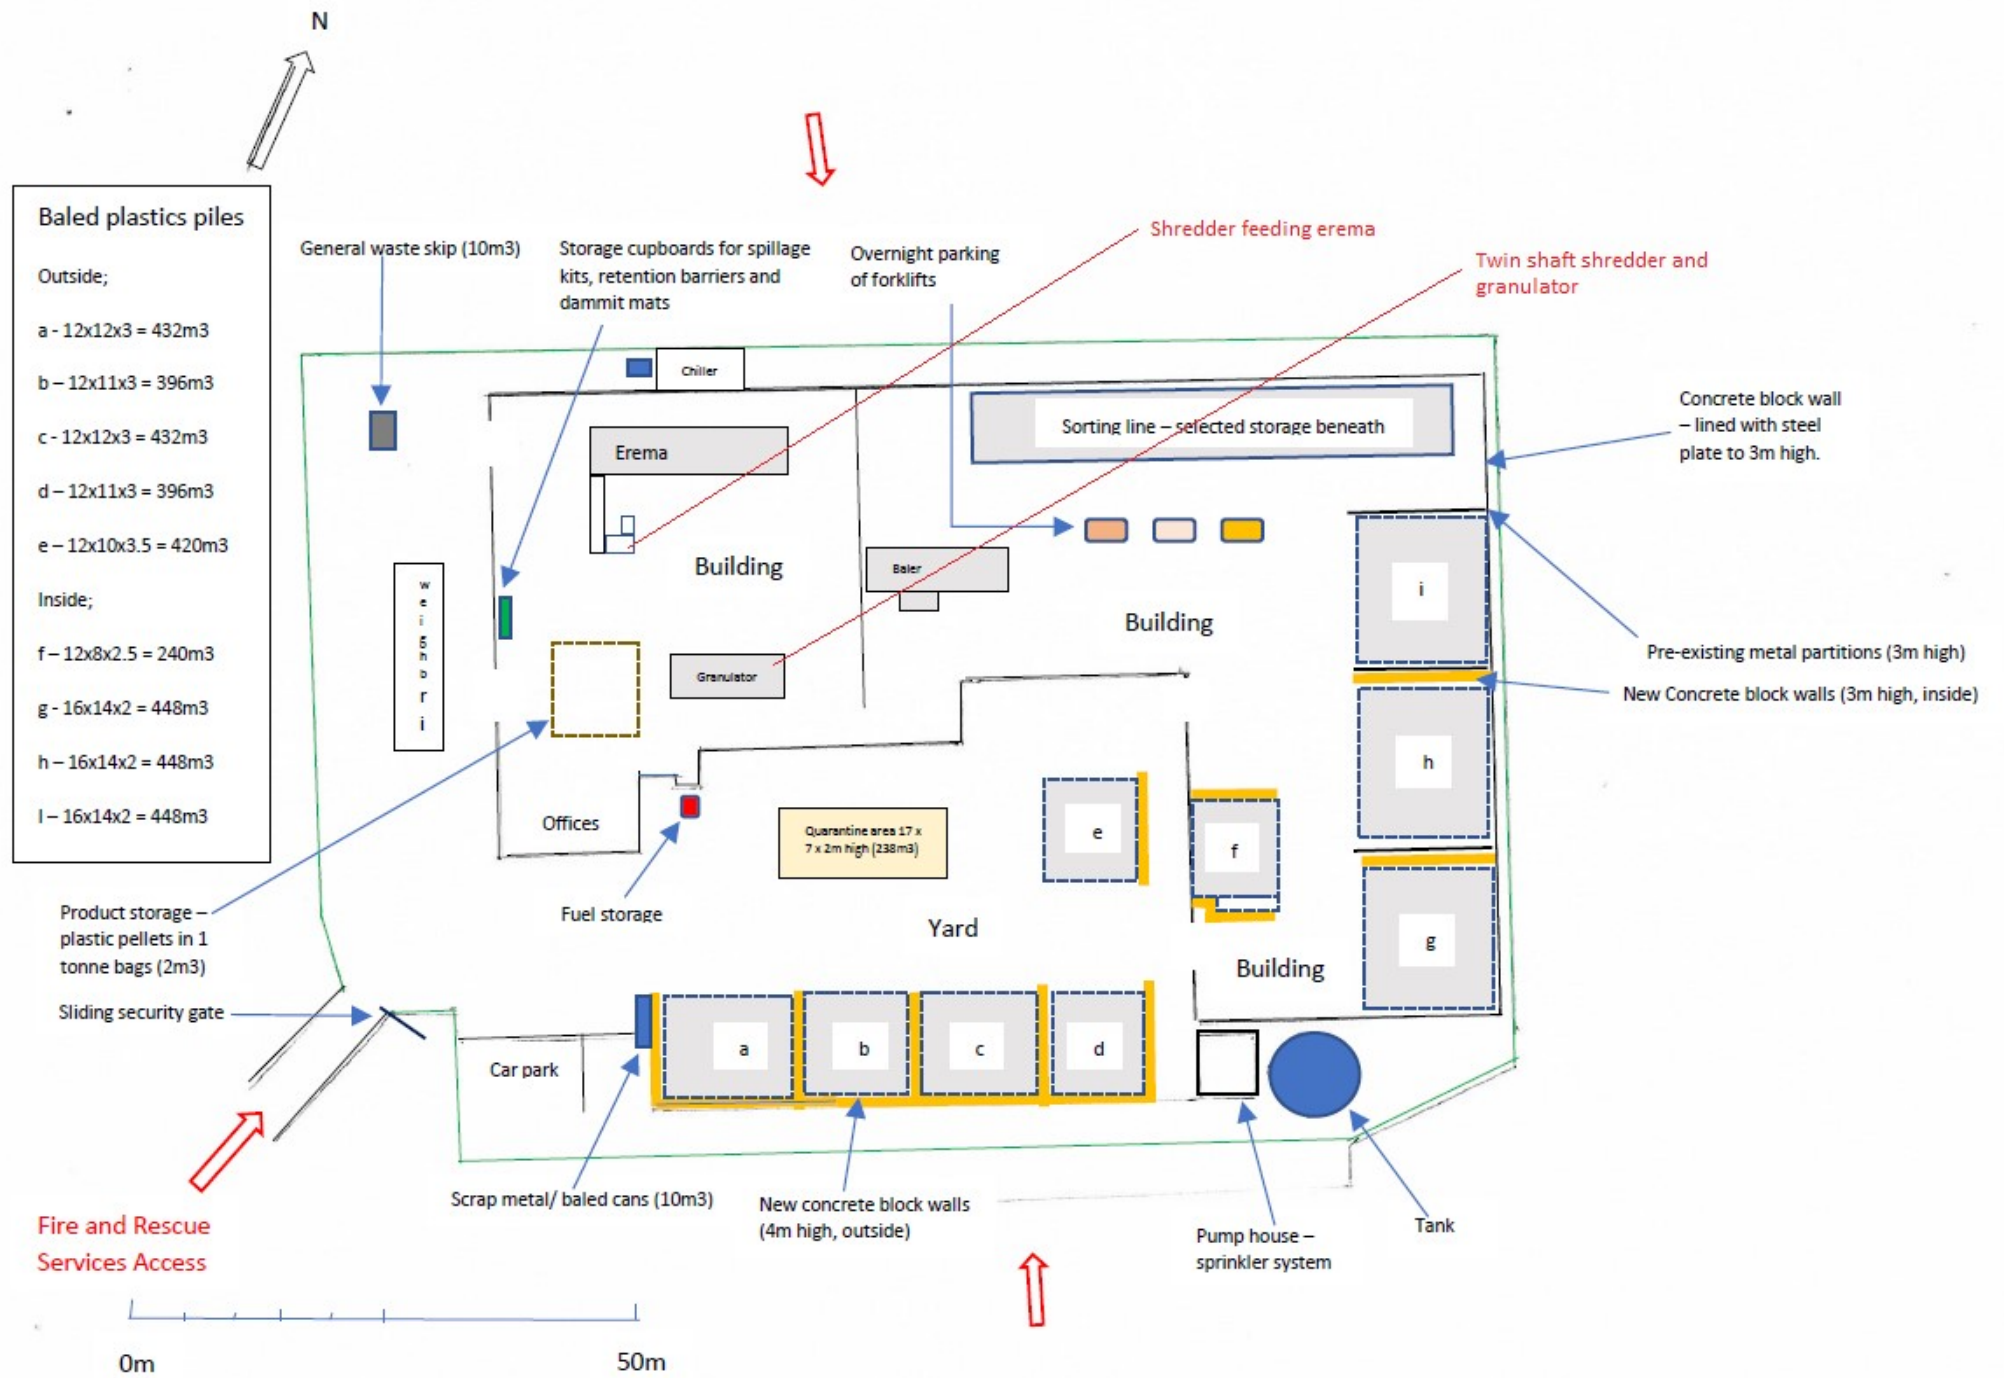 N
Baled plastics piles
Outside;
a - 12x12x3 = 432m3
b – 12x11x3 = 396m3
c - 12x12x3 = 432m3
d – 12x11x3 = 396m3
e – 12x10x3.5 = 420m3
Inside;
f – 12x8x2.5 = 240m3
g - 16x14x2 = 448m3
h – 16x14x2 = 448m3
I – 16x14x2 = 448m3
General waste skip (10m3)
Storage cupboards for spillage
kits, retention barriers and
dammit mats
Overnight parking
of forklifts
Shredder feeding erema
Twin shaft shredder and
granulator
Chiller
Concrete block wall
– lined with steel
plate to 3m high.
Sorting line – selected storage beneath
Erema
Building
Baler
Building
i
weighbri
Granulator
Pre-existing metal partitions (3m high)
New Concrete block walls (3m high, inside)
h
Offices
Quarantine area 17 x
7 x 2m high (238m3)
e
f
Fuel storage
Yard
g
Building
Product storage –
plastic pellets in 1
tonne bags (2m3)
Sliding security gate
Car park
a
b
c
d
Scrap metal/ baled cans (10m3)
New concrete block walls
(4m high, outside)
Pump house –
sprinkler system
Tank
Fire and Rescue
Services Access
0m
50m